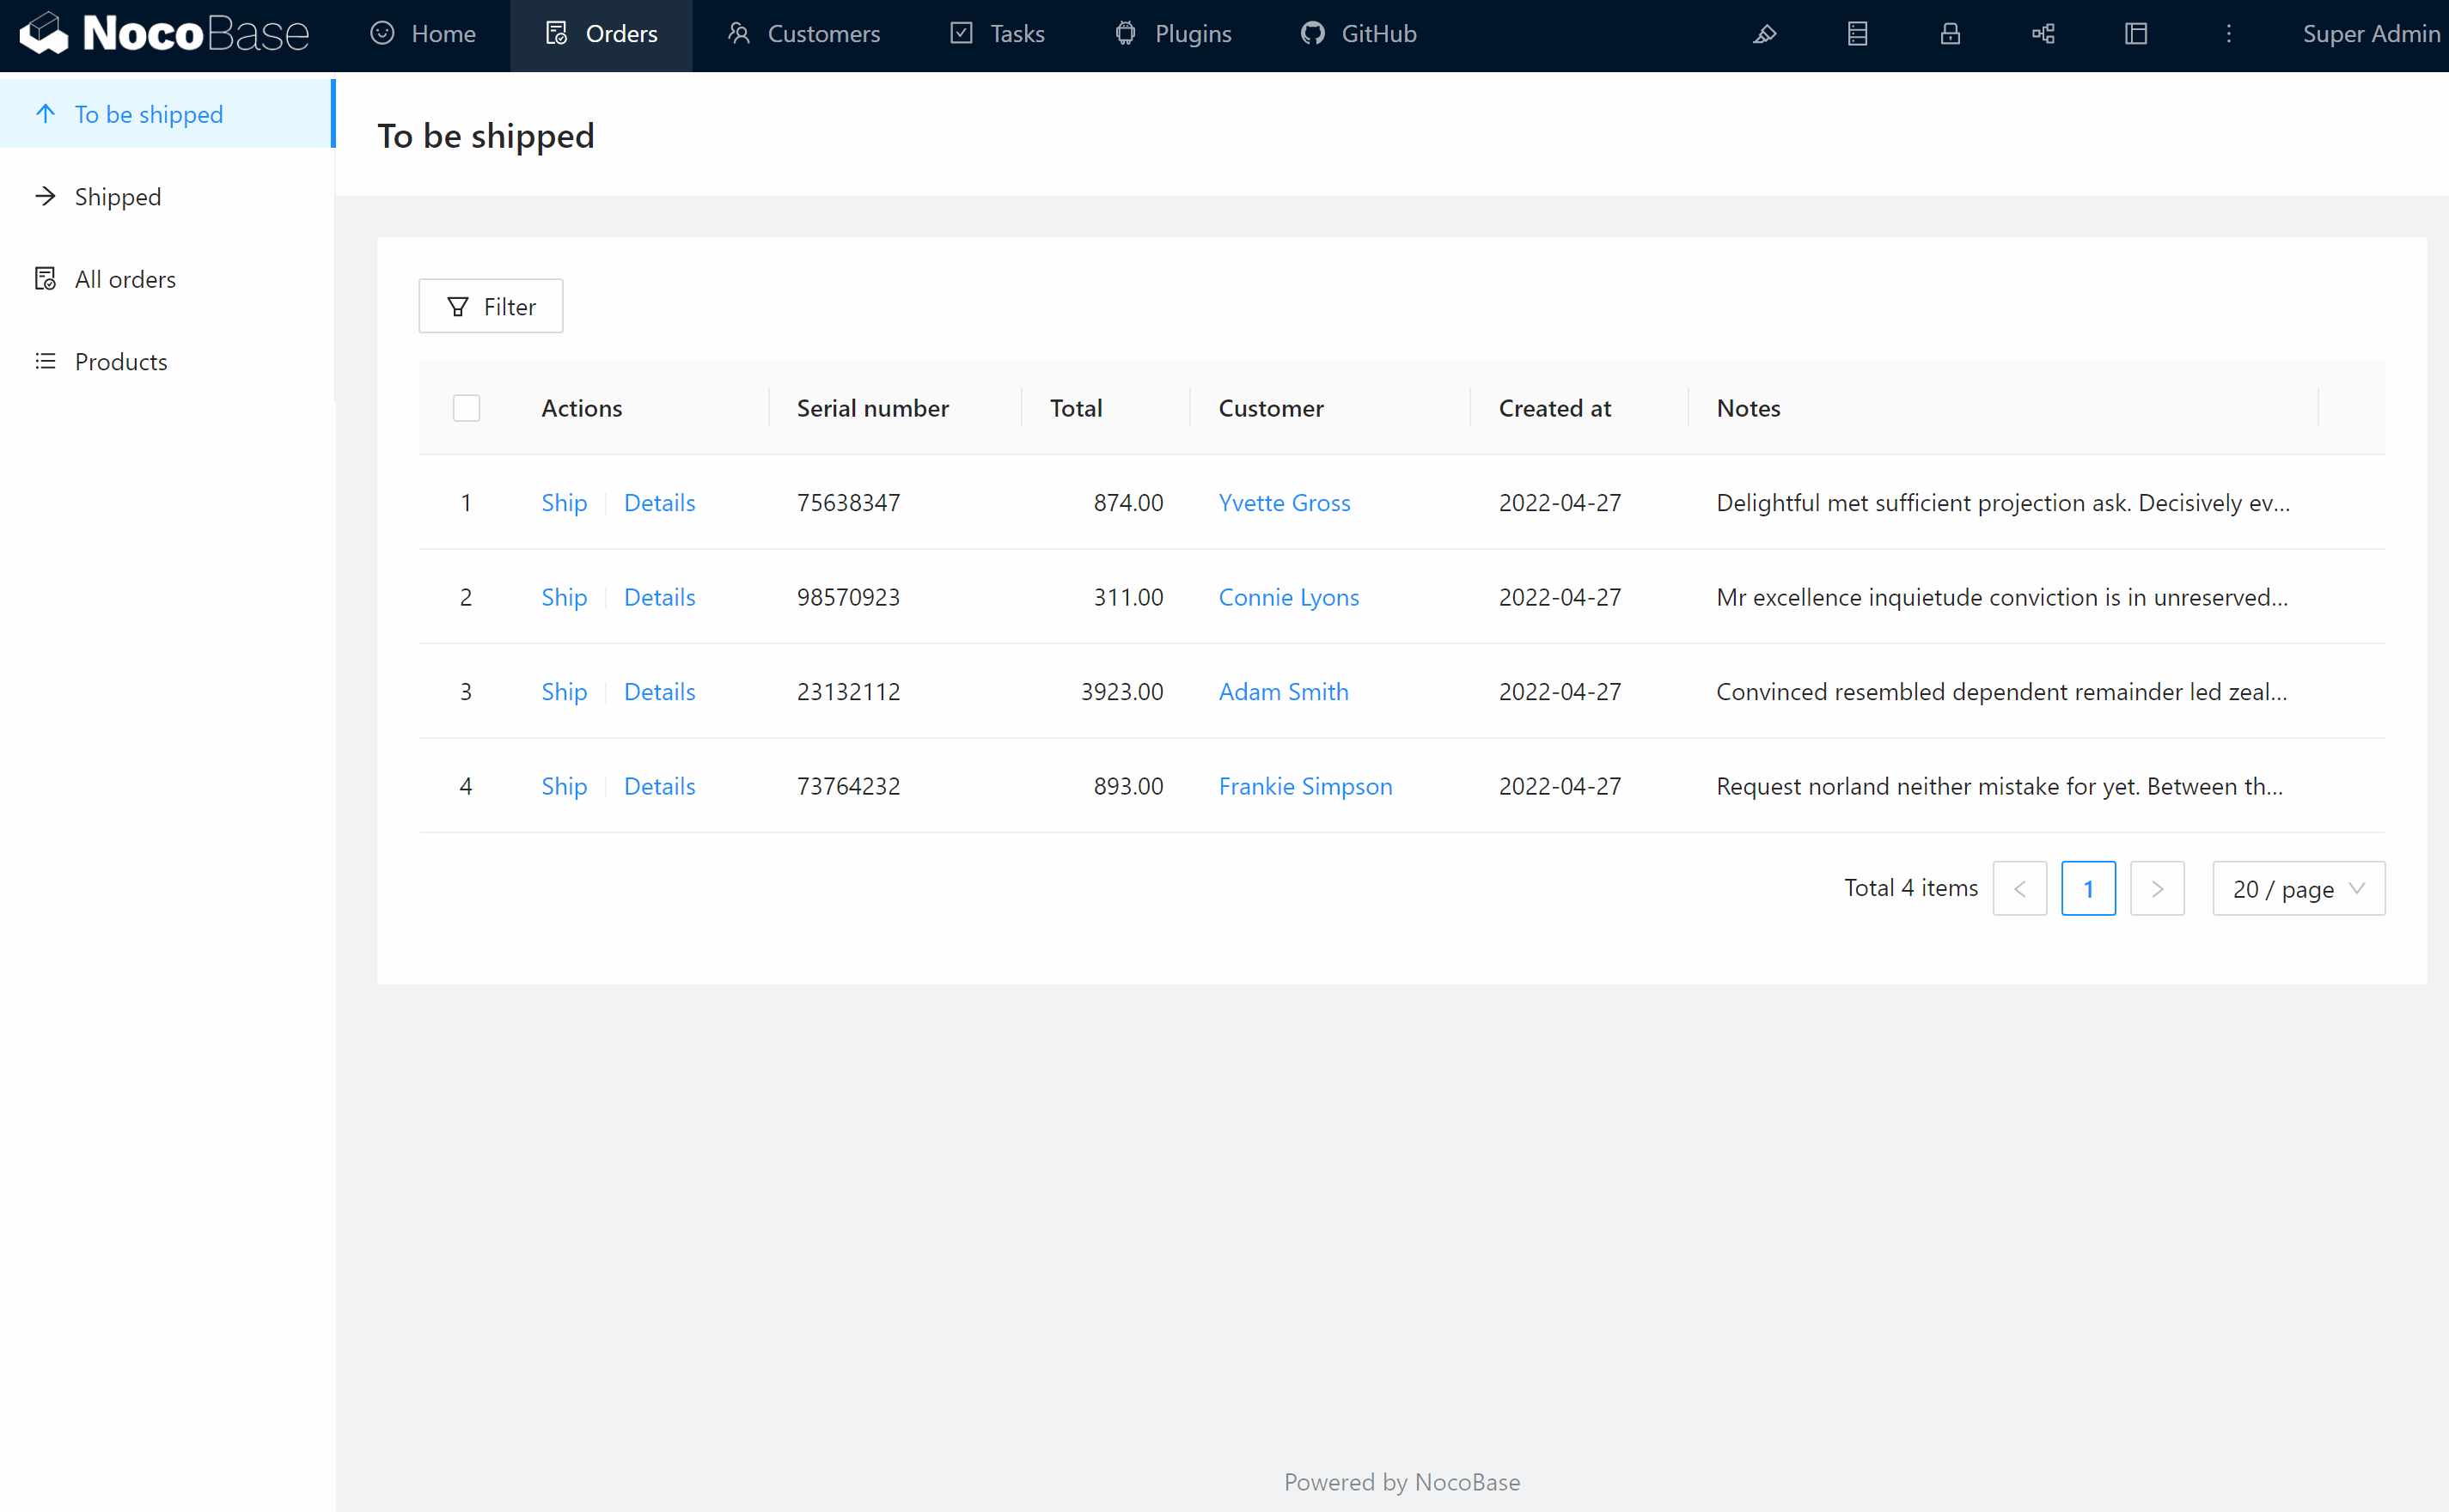 NocoBase Home Orders Customers Tasks Plugins GitHub Super Admin
To be shipped
Shipped
All orders
Products
To be shipped
Filter
Actions Serial number Total Customer Created at Notes
1 Ship Details 75638347 874.00 Yvette Gross 2022-04-27 Delightful met sufficient projection ask. Decisively ev...
2 Ship Details 98570923 311.00 Connie Lyons 2022-04-27 Mr excellence inquietude conviction is in unreserved...
3 Ship Details 23132112 3923.00 Adam Smith 2022-04-27 Convinced resembled dependent remainder led zeal...
4 Ship Details 73764232 893.00 Frankie Simpson 2022-04-27 Request norland neither mistake for yet. Between th...
Total 4 items < 1 > 20 / page
Powered by NocoBase